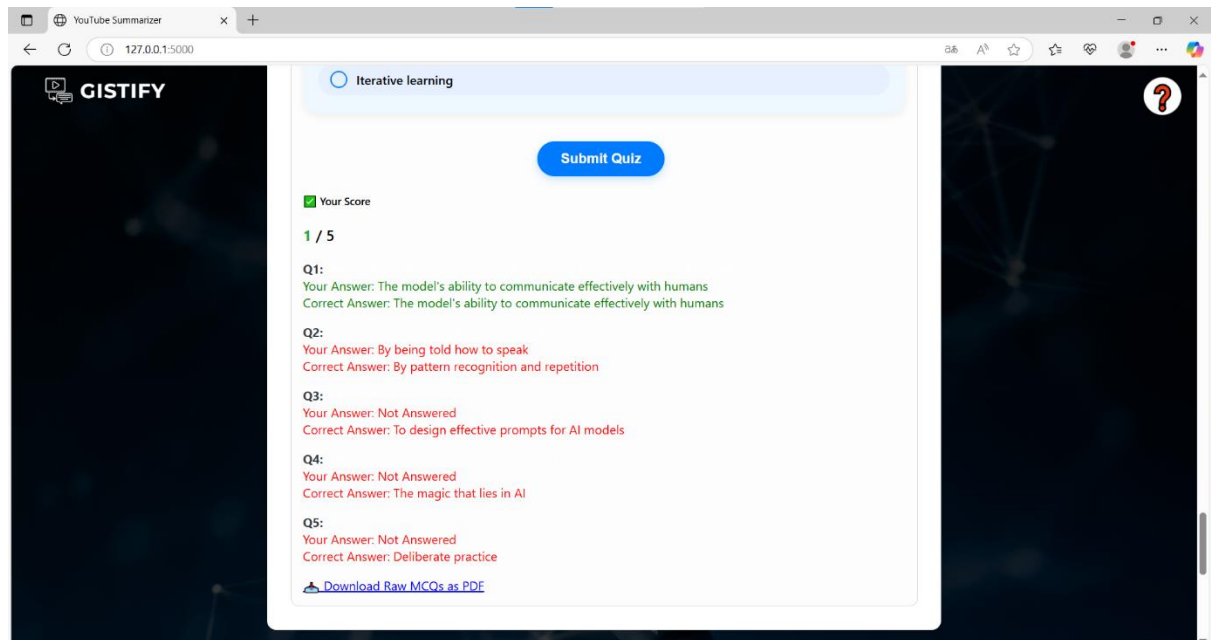 YouTube Summarizer
127.0.0.1:5000
GISTIFY
Iterative learning
Submit Quiz
✅ Your Score
1 / 5
Q1:
Your Answer: The model's ability to communicate effectively with humans
Correct Answer: The model's ability to communicate effectively with humans
Q2:
Your Answer: By being told how to speak
Correct Answer: By pattern recognition and repetition
Q3:
Your Answer: Not Answered
Correct Answer: To design effective prompts for AI models
Q4:
Your Answer: Not Answered
Correct Answer: The magic that lies in AI
Q5:
Your Answer: Not Answered
Correct Answer: Deliberate practice
📥 Download Raw MCQs as PDF